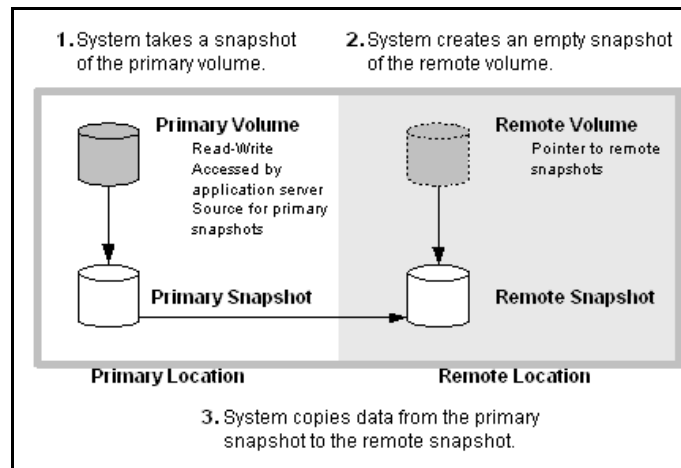 1. System takes a snapshot
of the primary volume.
2. System creates an empty snapshot
of the remote volume.
Primary Volume
Read-Write
Accessed by
application server
Source for primary
snapshots
Remote Volume
Pointer to remote
snapshots
Primary Snapshot
Remote Snapshot
Primary Location
Remote Location
3. System copies data from the primary
snapshot to the remote snapshot.